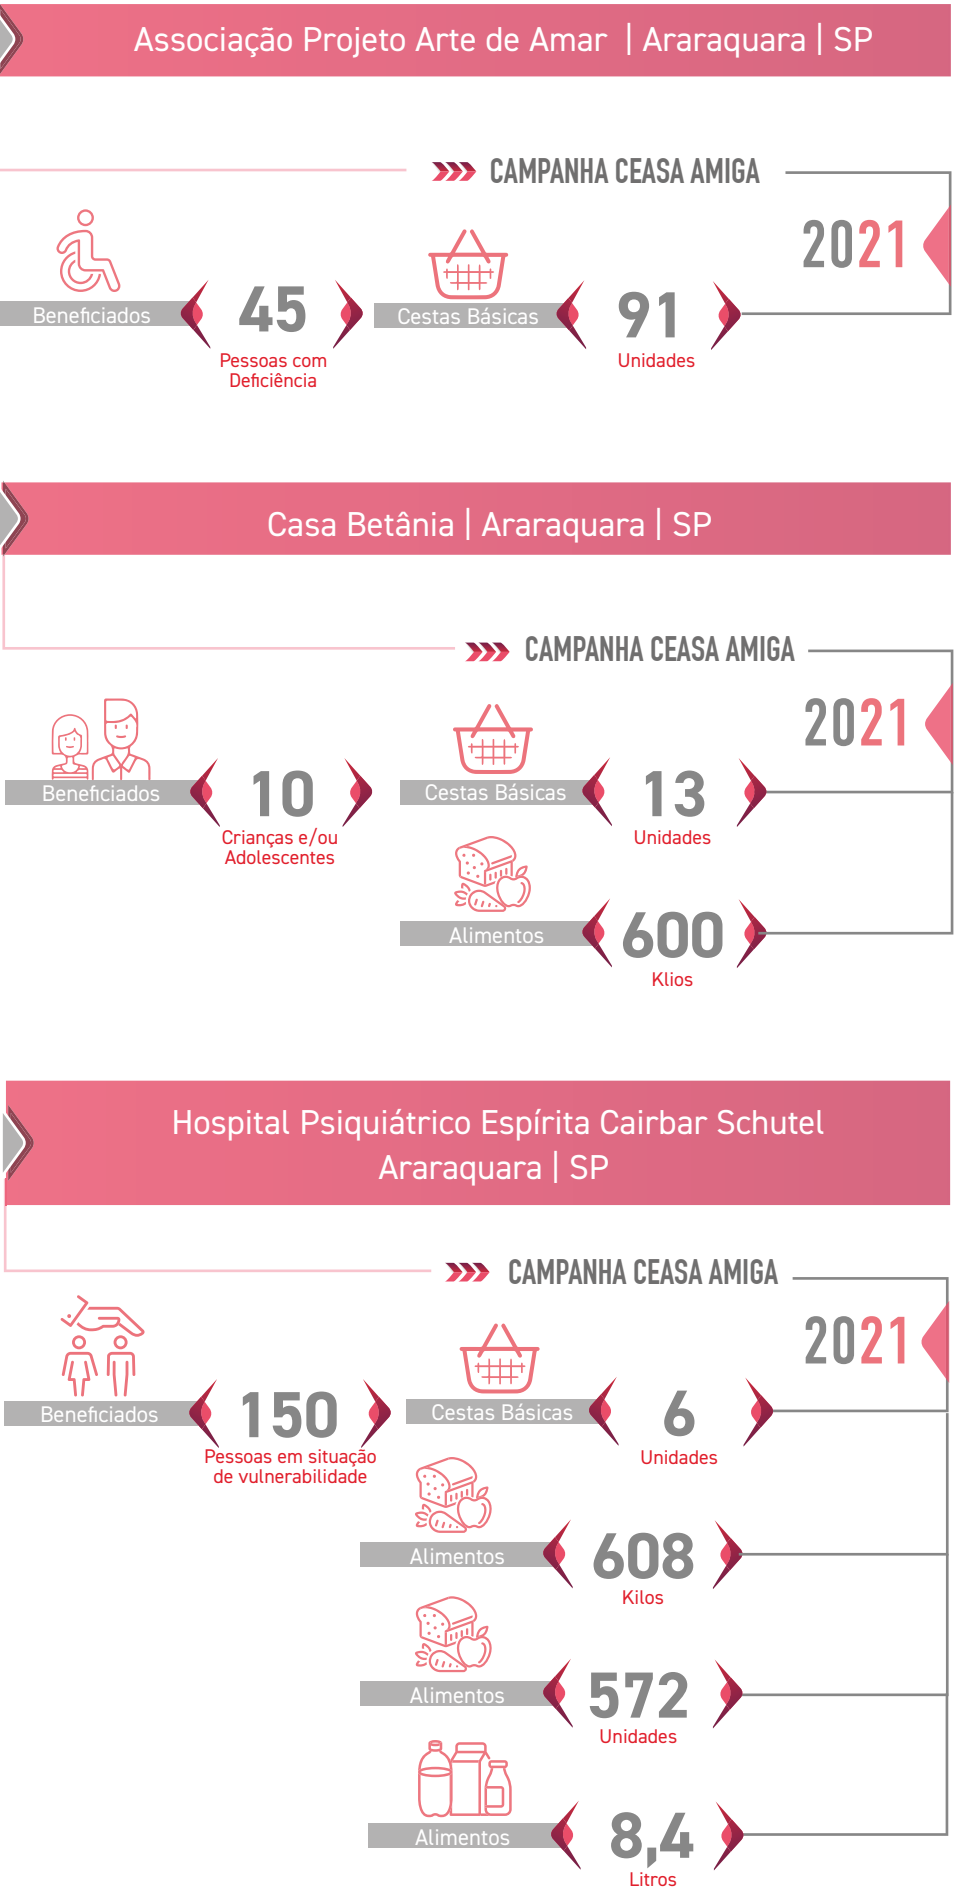 Associação Projeto Arte de Amar | Araraquara | SP
CAMPANHA CEASA AMIGA
2021
Beneficiados
45
Pessoas com
Deficiência
Cestas Básicas
91
Unidades
Casa Betânia | Araraquara | SP
CAMPANHA CEASA AMIGA
2021
Beneficiados
10
Crianças e/ou
Adolescentes
Cestas Básicas
13
Unidades
Alimentos
600
Klios
Hospital Psiquiátrico Espírita Cairbar Schutel
Araraquara | SP
CAMPANHA CEASA AMIGA
2021
Beneficiados
150
Pessoas em situação
de vulnerabilidade
Cestas Básicas
6
Unidades
Alimentos
608
Kilos
Alimentos
572
Unidades
Alimentos
8,4
Litros